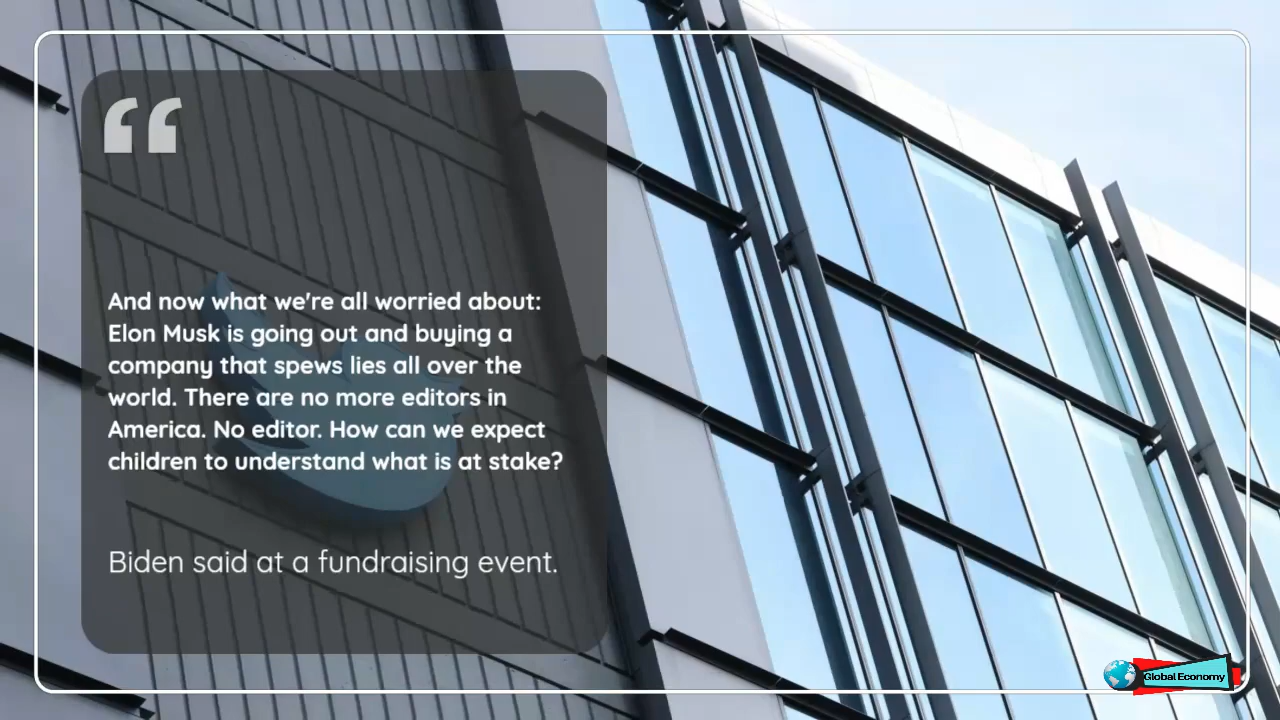 And now what we're all worried about:
Elon Musk is going out and buying a
company that spews lies all over the
world. There are no more editors in
America. No editor. How can we expect
children to understand what is at stake?
Biden said at a fundraising event.
Global Economy